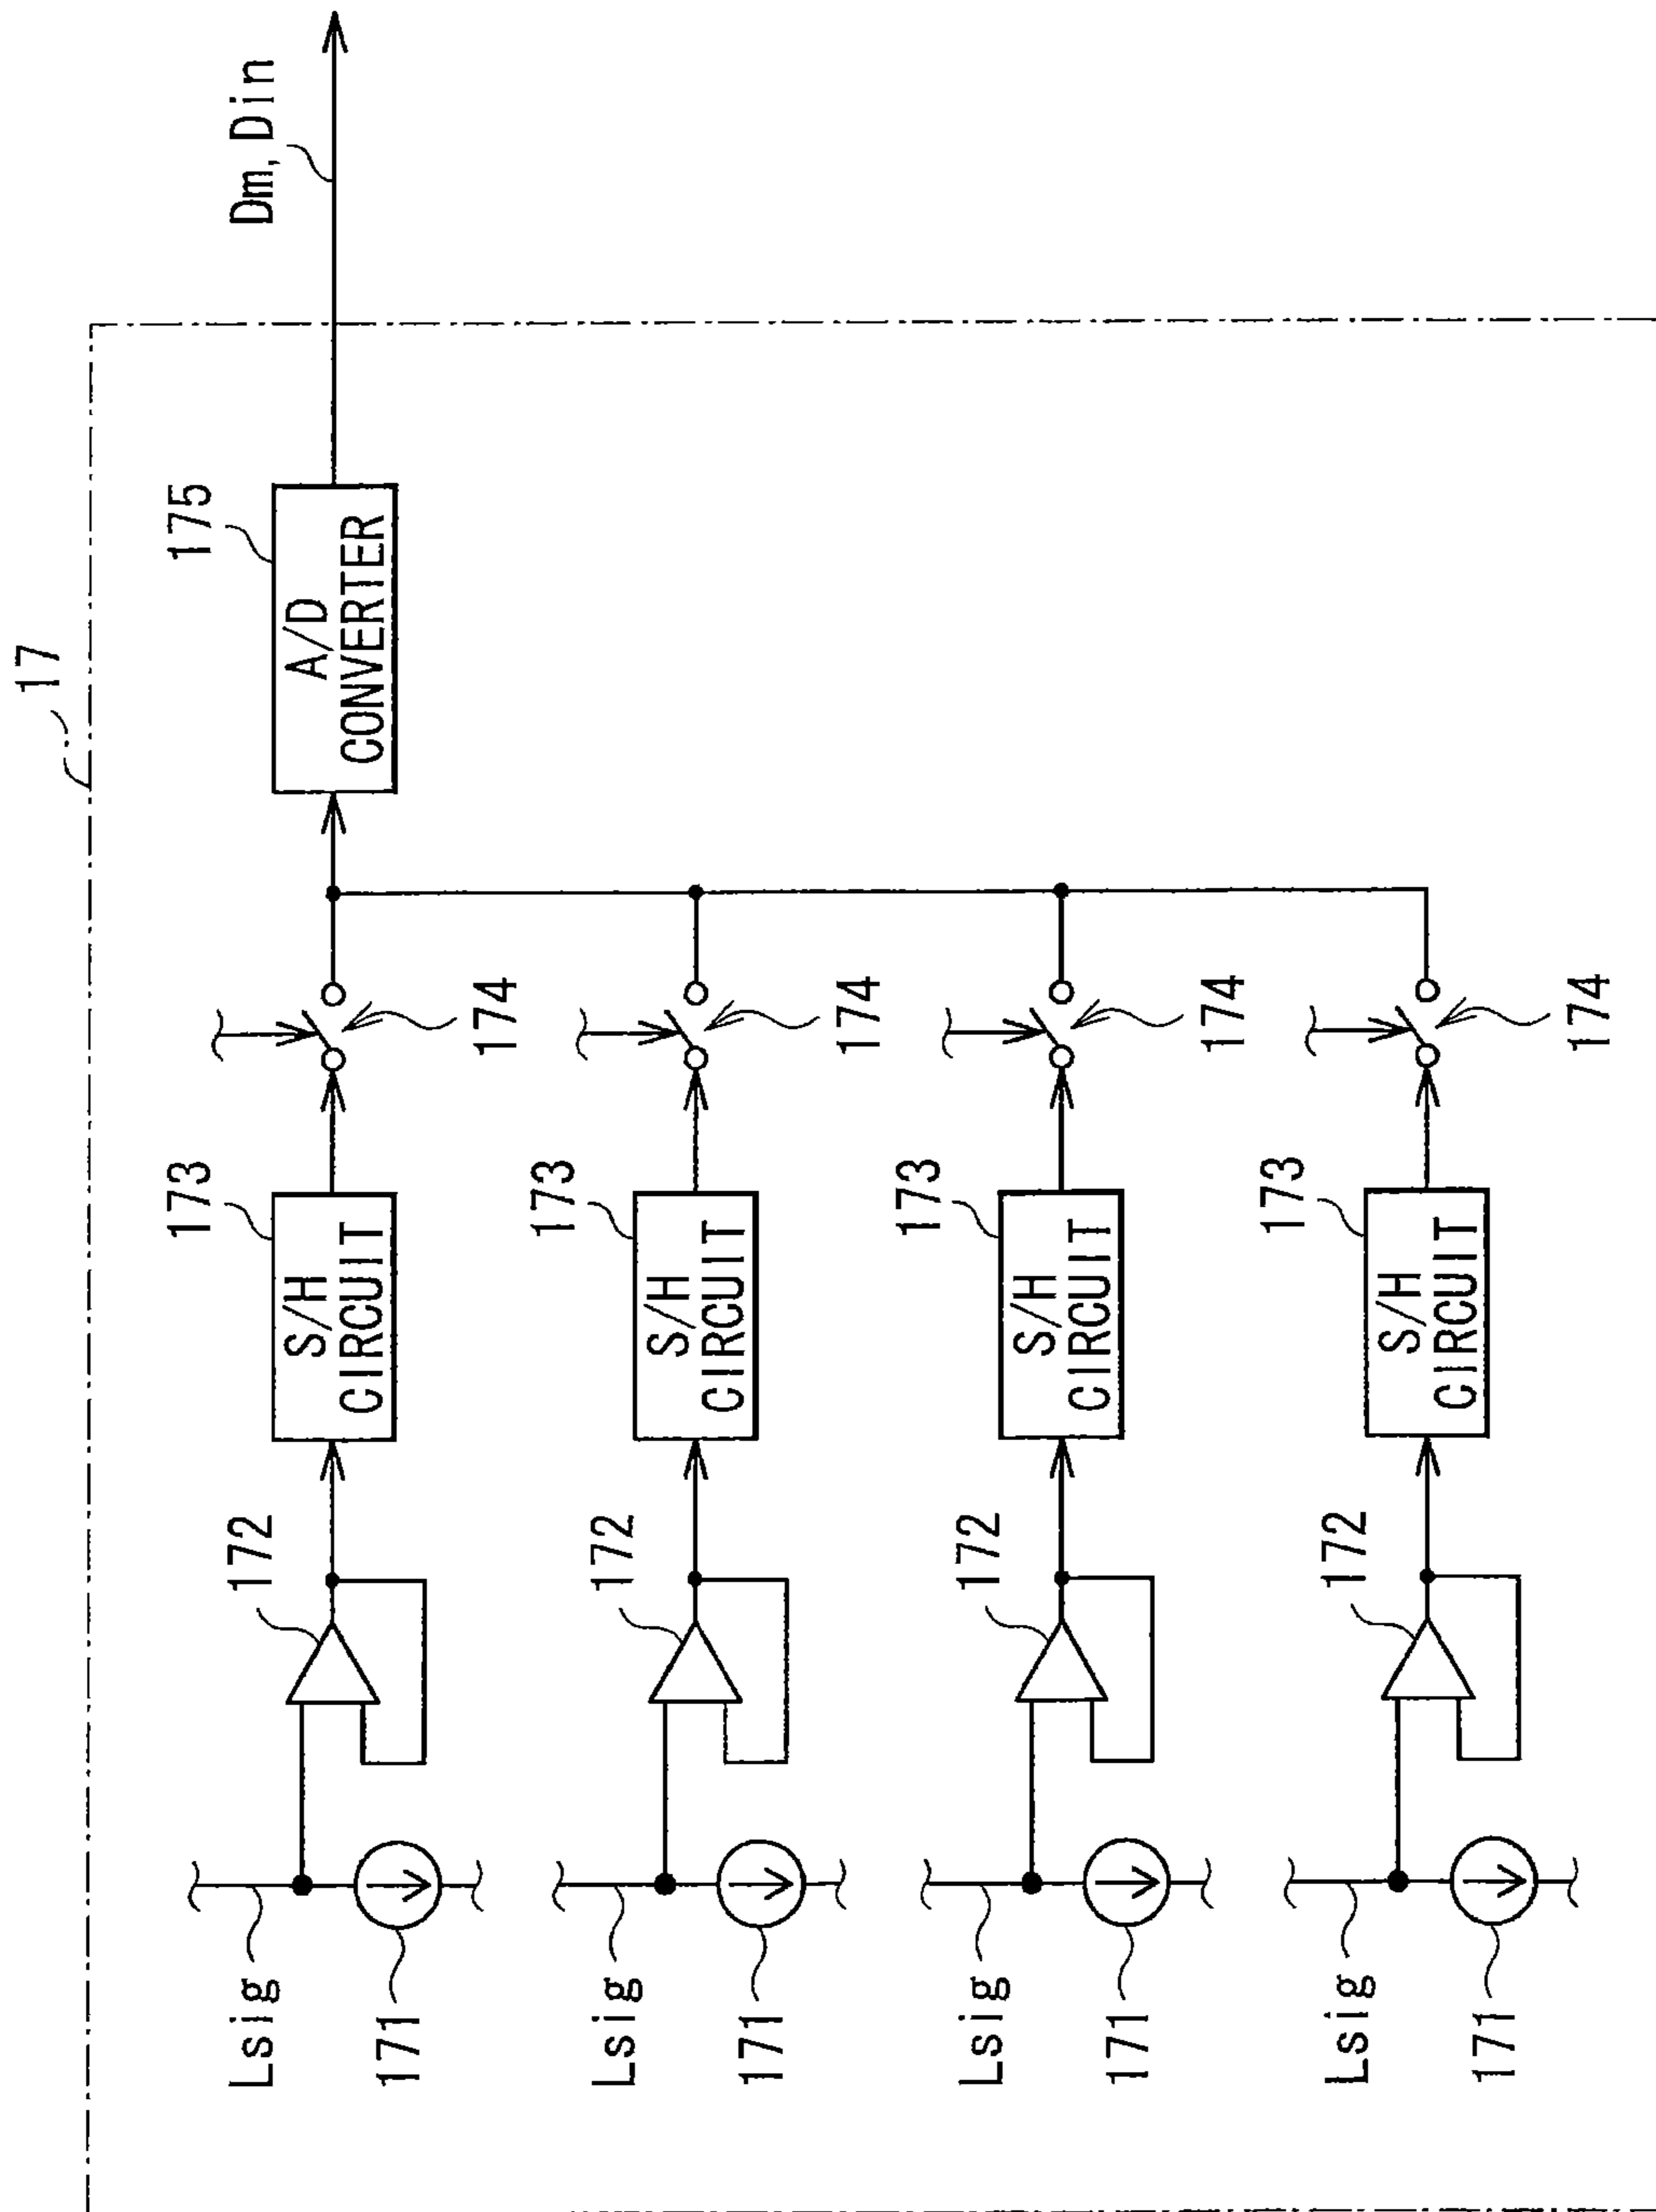 17
Dm, Din
175
A/D
CONVERTER
174
174
174
174
173
173
173
173
S/H
CIRCUIT
S/H
CIRCUIT
S/H
CIRCUIT
S/H
CIRCUIT
172
172
172
172
Lsig
171
Lsig
171
Lsig
171
Lsig
171